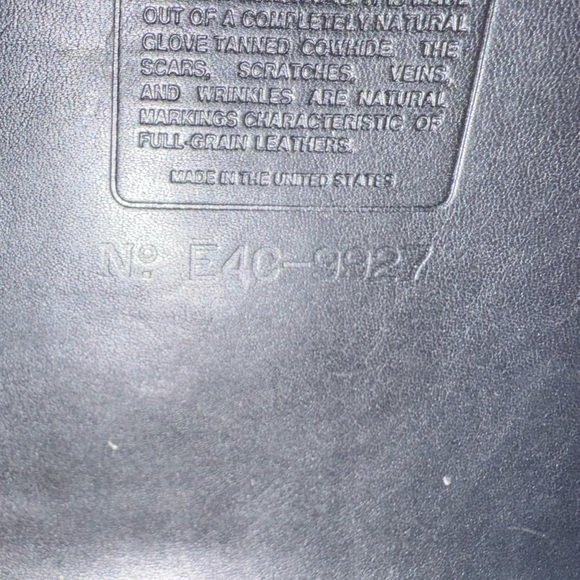 OUT OF A COMPLETELY NATURAL
GLOVE TANNED COWHIDE. THE
SCARS, SCRATCHES, VEINS,
AND WRINKLES ARE NATURAL
MARKINGS CHARACTERISTIC OF
FULL-GRAIN LEATHERS.
MADE IN THE UNITED STATES
Nº E4C-9927